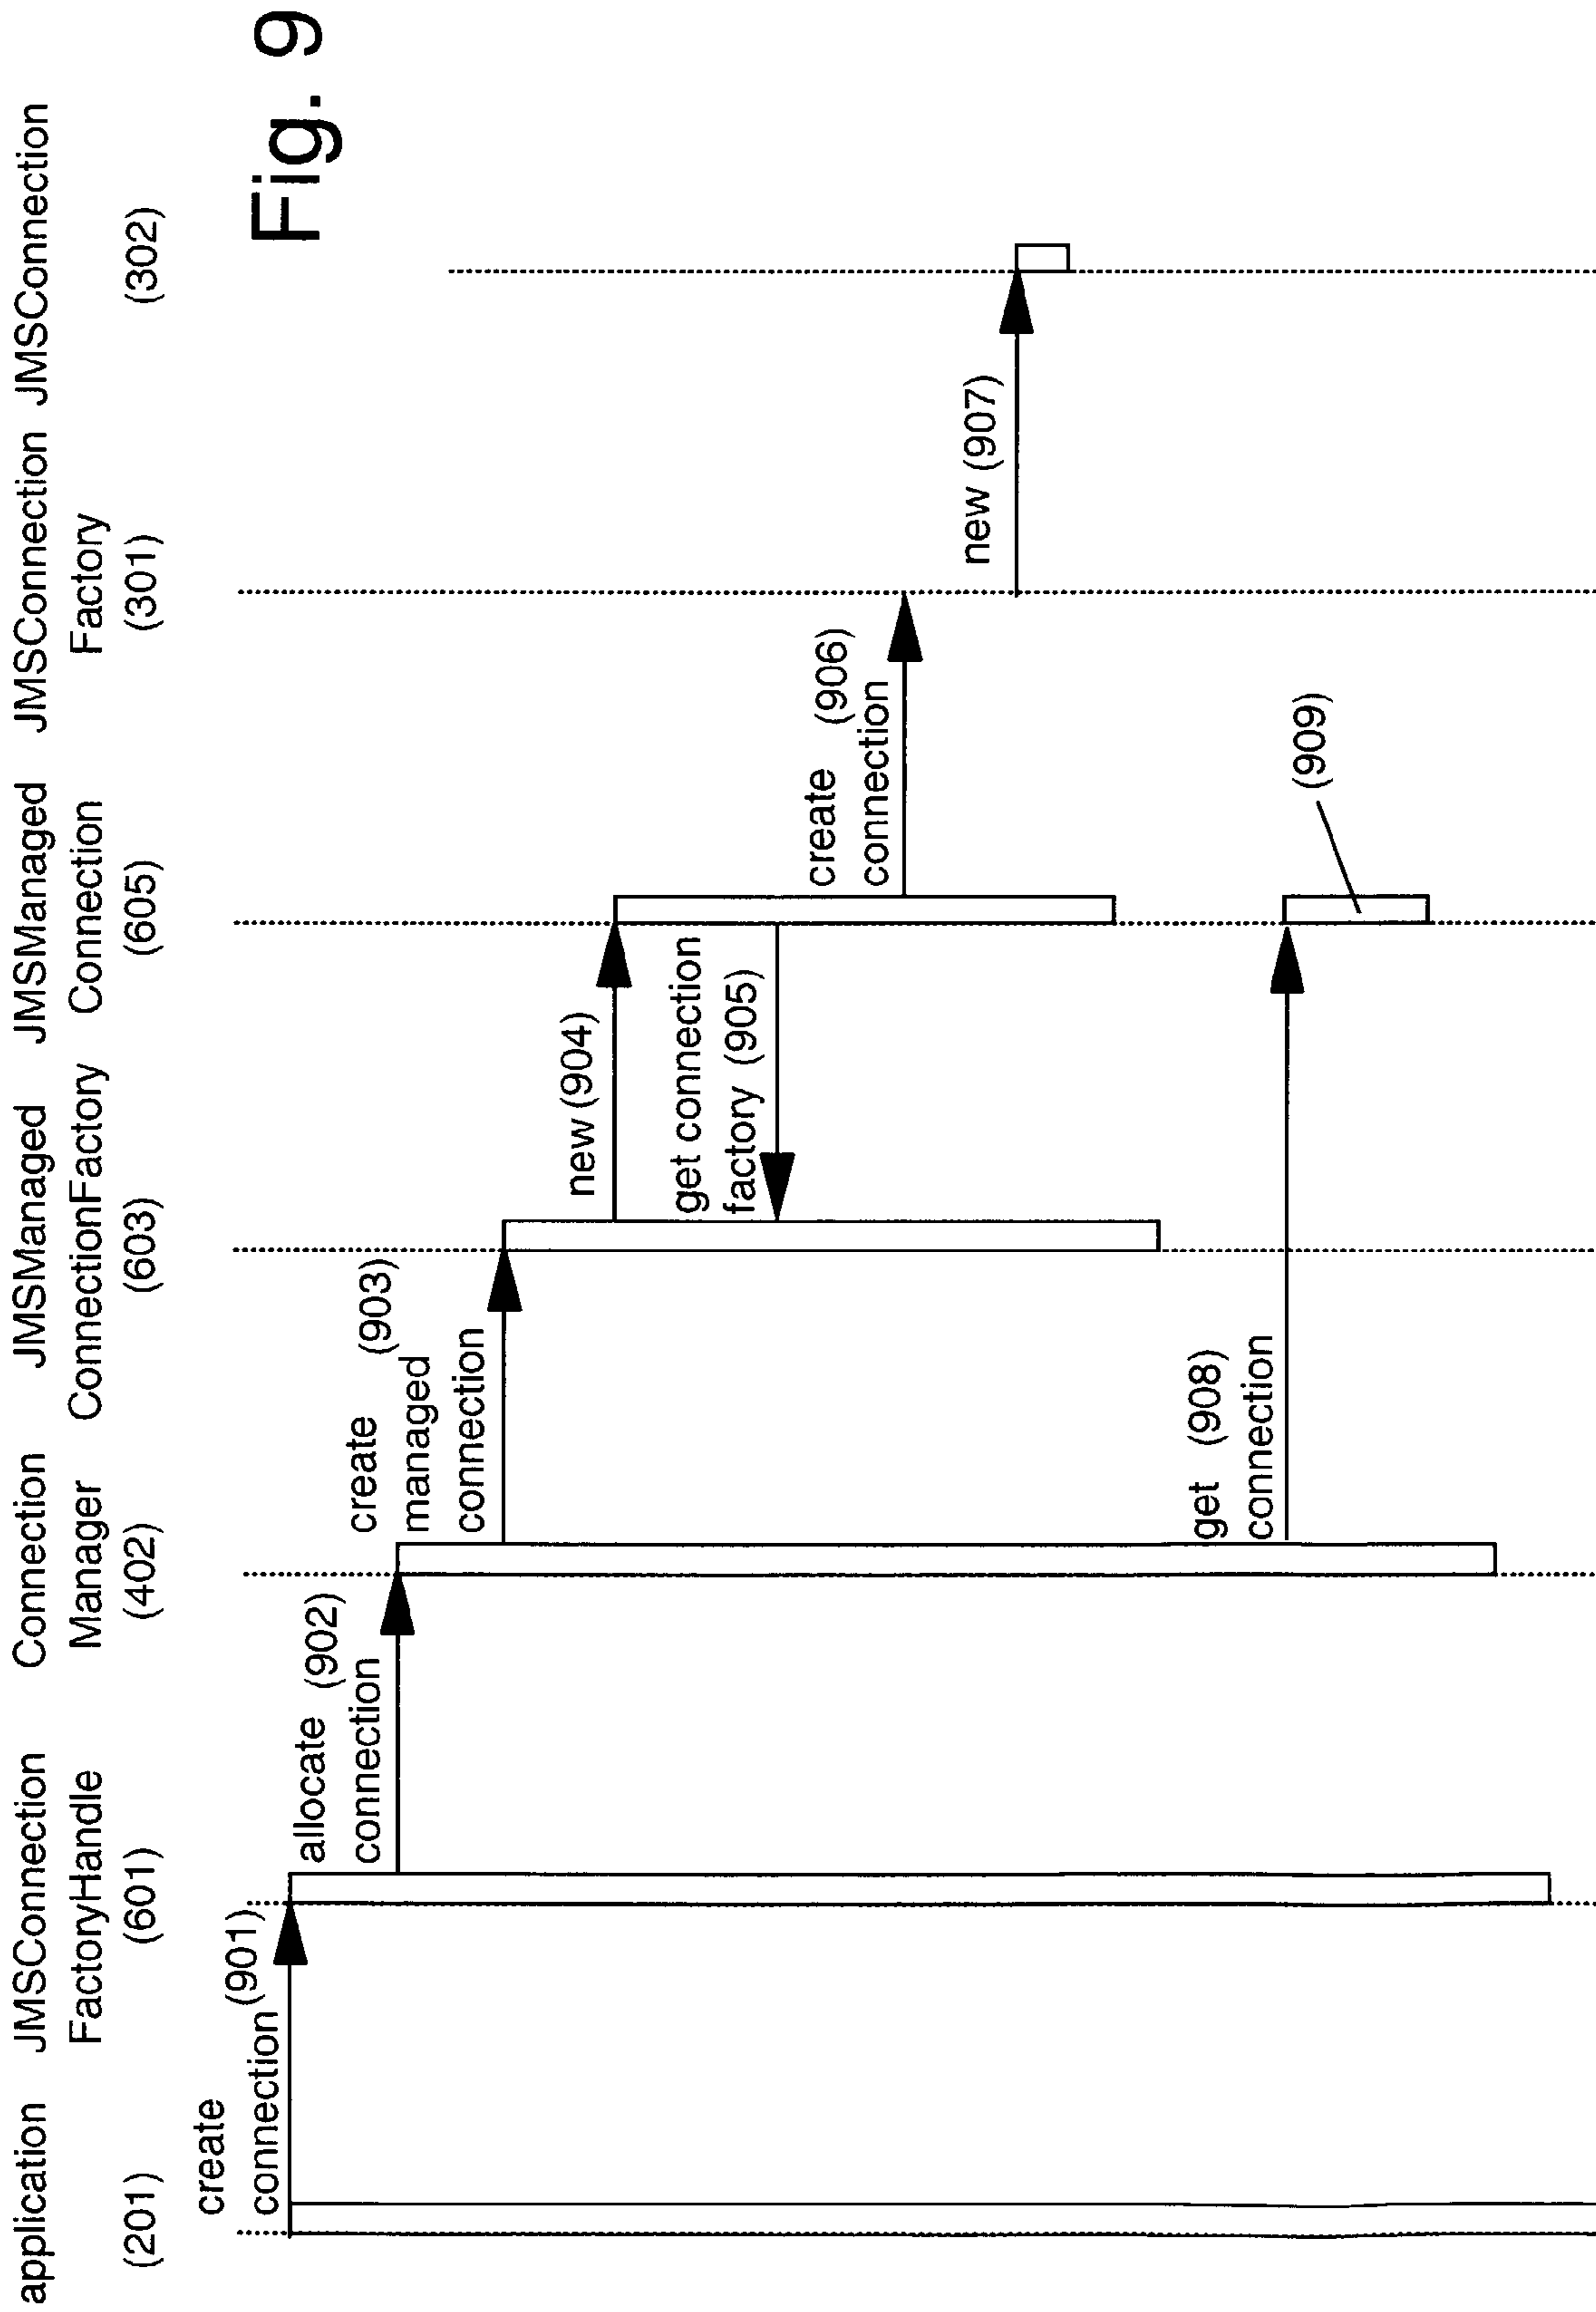 Fig. 9
application
(201)
JMSConnection
FactoryHandle
(601)
Connection
Manager
(402)
JMSManaged
ConnectionFactory
(603)
JMSManaged
Connection
(605)
JMSConnection
Factory
(301)
JMSConnection
(302)
create
connection (901)
allocate (902)
connection
create (903)
managed
connection
new (904)
get connection
factory (905)
create (906)
connection
new (907)
get (908)
connection
(909)